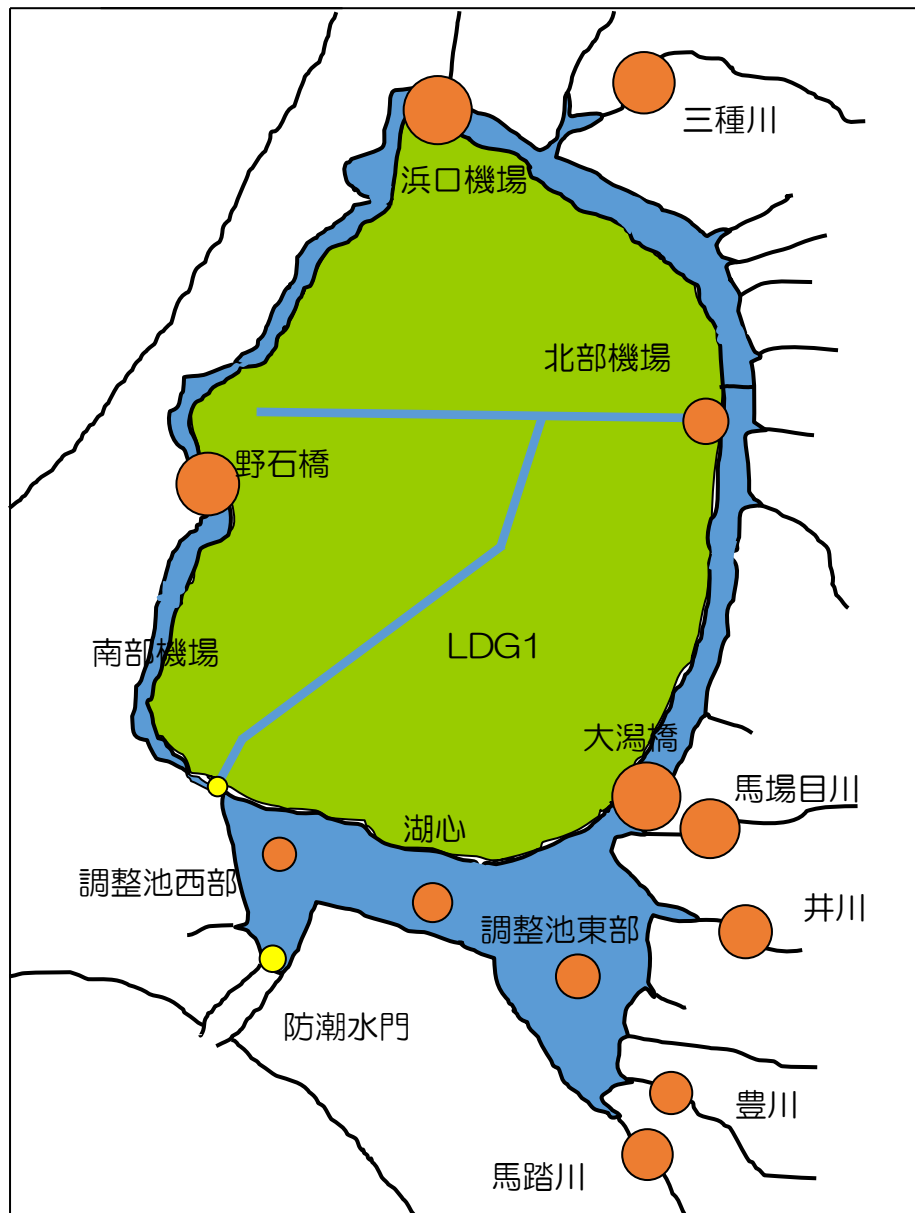 三種川
浜口機場
北部機場
野石橋
LDG1
南部機場
大潟橋
馬場目川
湖心
調整池西部
井川
調整池東部
防潮水門
豊川
馬踏川